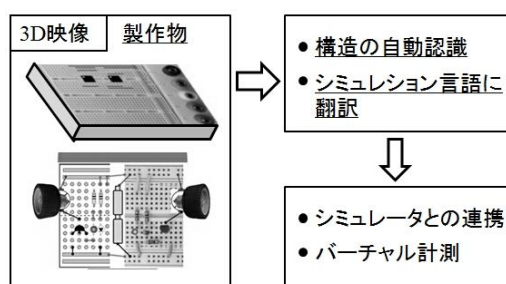 3D映像 製作物
● 構造の自動認識
● シミュレション言語に
翻訳
● シミュレータとの連携
● バーチャル計測